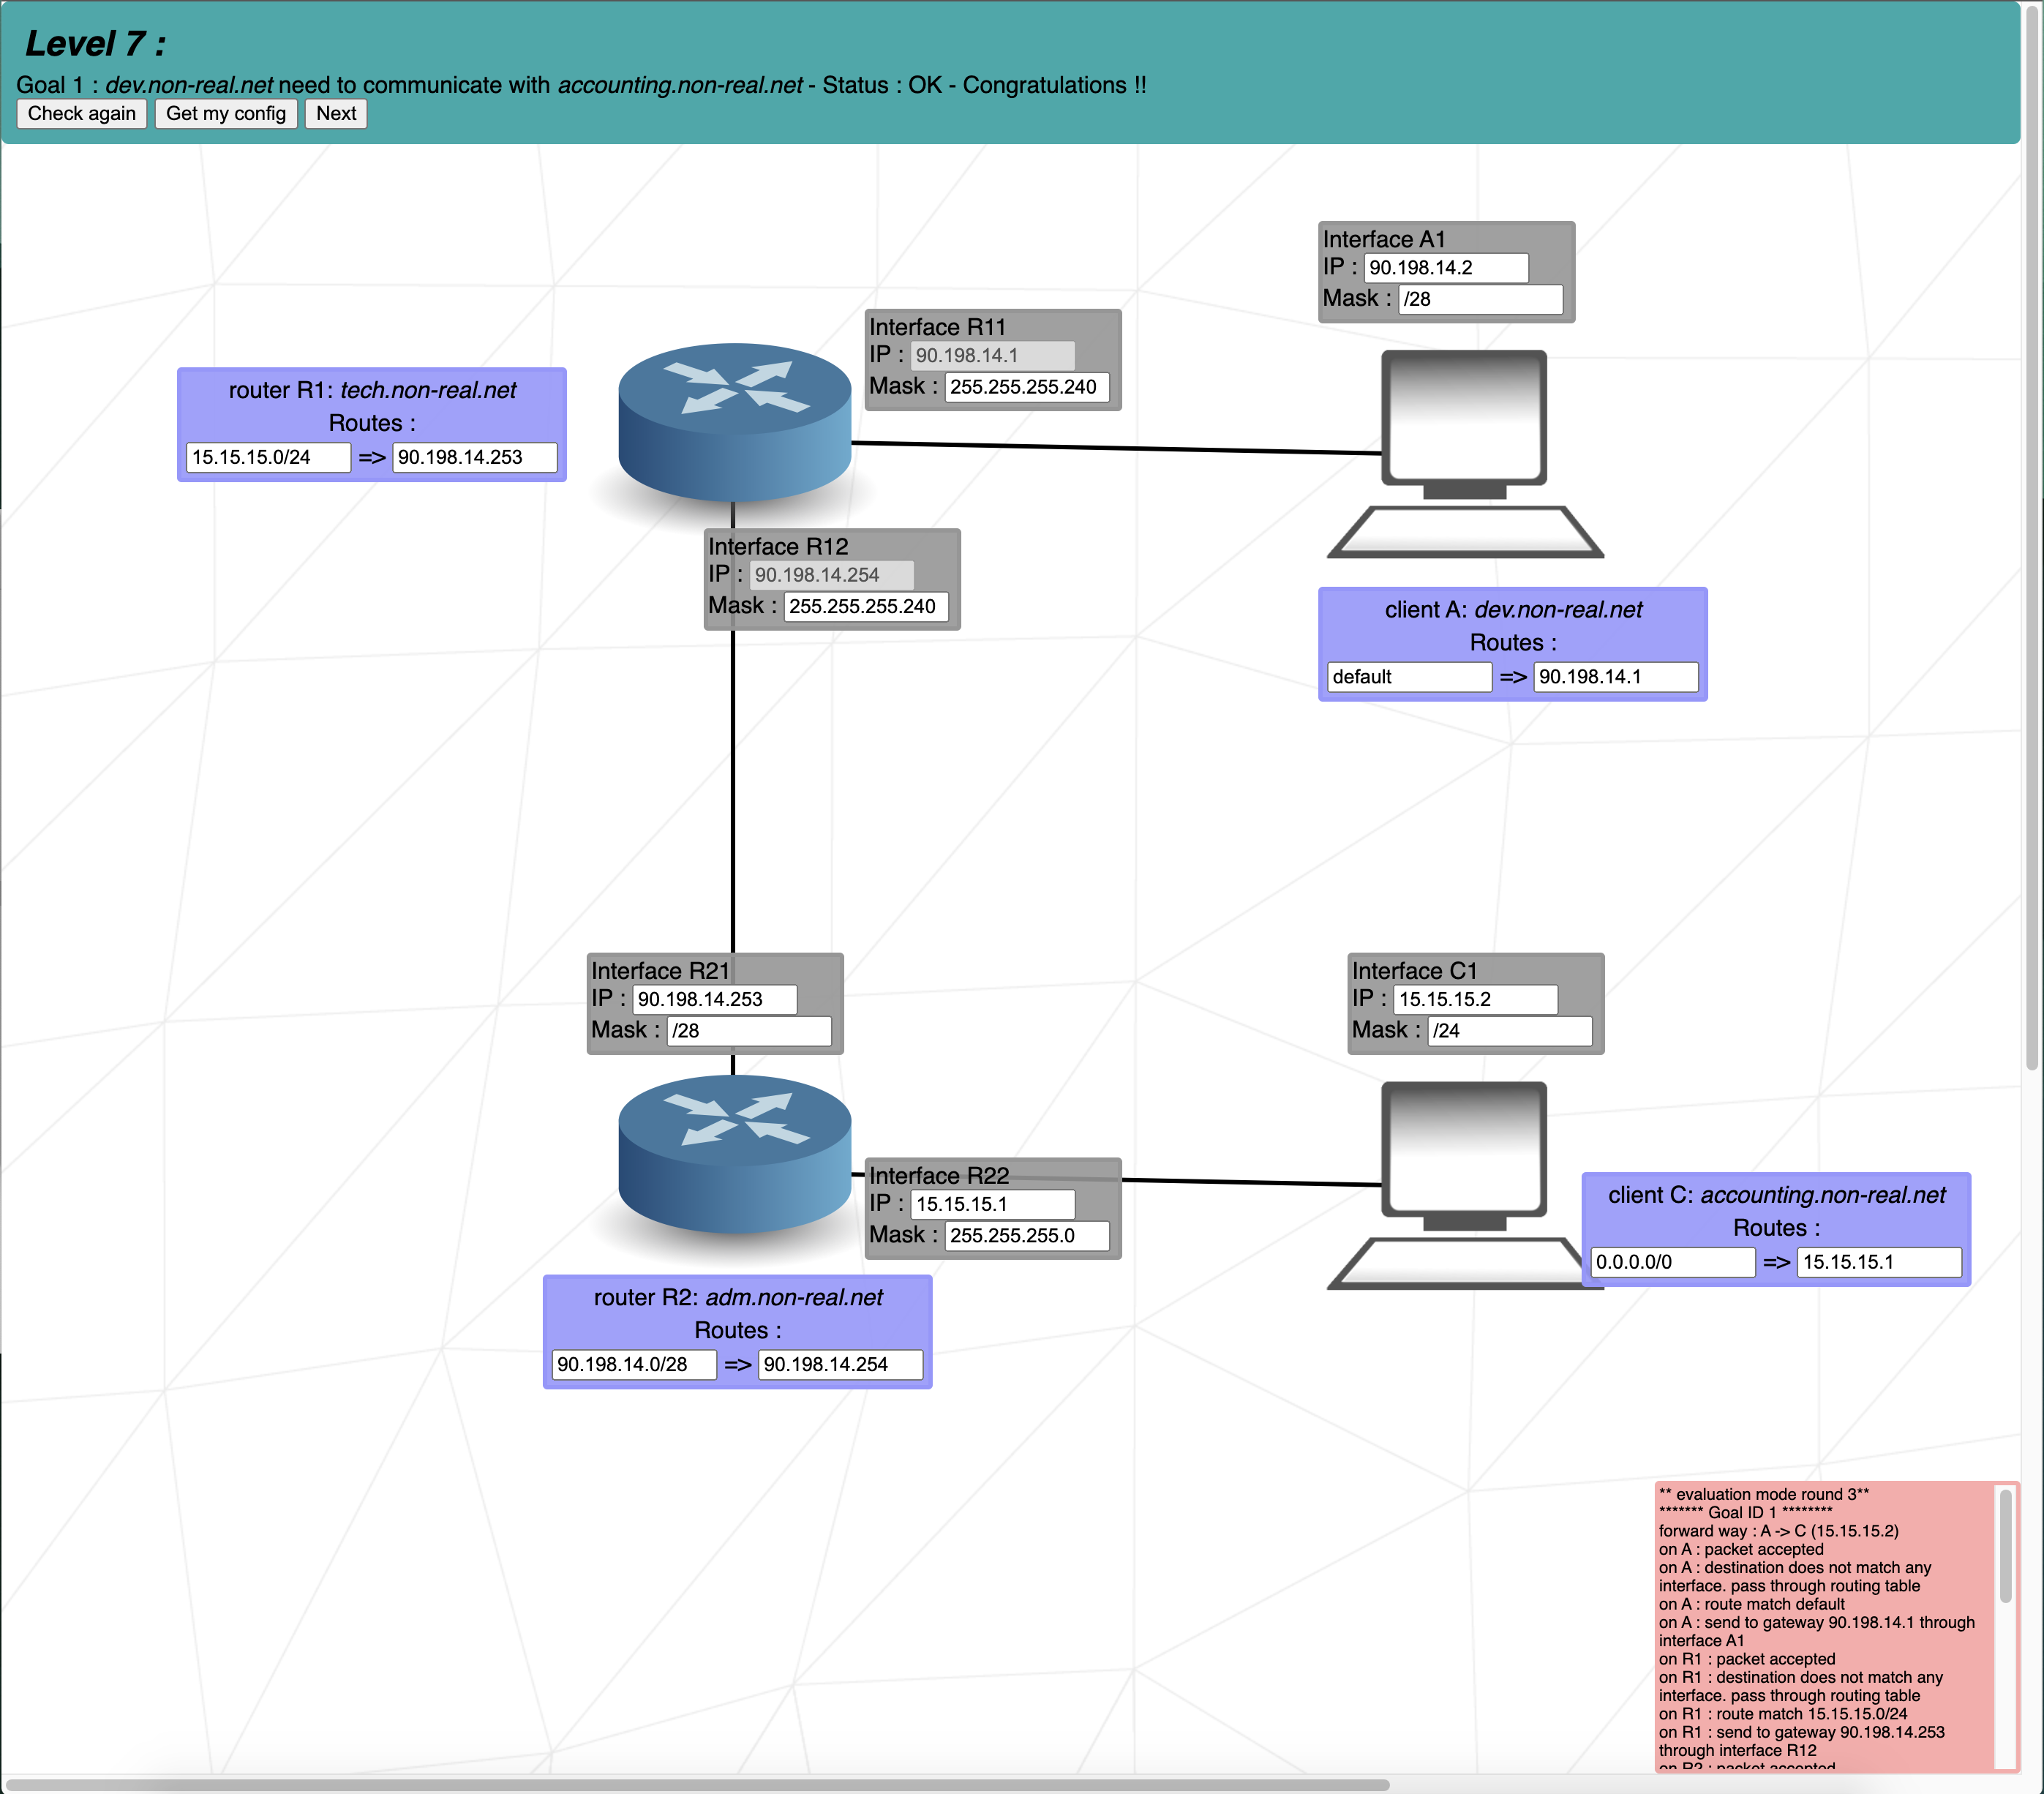 Level 7 :
Goal 1 : dev.non-real.net need to communicate with accounting.non-real.net - Status : OK - Congratulations !!
Check again Get my config Next
Interface A1
IP : 90.198.14.2
Mask : /28
Interface R11
IP : 90.198.14.1
Mask : 255.255.255.240
router R1: tech.non-real.net
Routes :
15.15.15.0/24 => 90.198.14.253
Interface R12
IP : 90.198.14.254
Mask : 255.255.255.240
client A: dev.non-real.net
Routes :
default => 90.198.14.1
Interface R21
IP : 90.198.14.253
Mask : /28
Interface C1
IP : 15.15.15.2
Mask : /24
Interface R22
IP : 15.15.15.1
Mask : 255.255.255.0
client C: accounting.non-real.net
Routes :
0.0.0.0/0 => 15.15.15.1
router R2: adm.non-real.net
Routes :
90.198.14.0/28 => 90.198.14.254
** evaluation mode round 3**
******* Goal ID 1 ********
forward way : A -> C (15.15.15.2)
on A : packet accepted
on A : destination does not match any
interface. pass through routing table
on A : route match default
on A : send to gateway 90.198.14.1 through
interface A1
on R1 : packet accepted
on R1 : destination does not match any
interface. pass through routing table
on R1 : route match 15.15.15.0/24
on R1 : send to gateway 90.198.14.253
through interface R12
on R2 : packet accepted